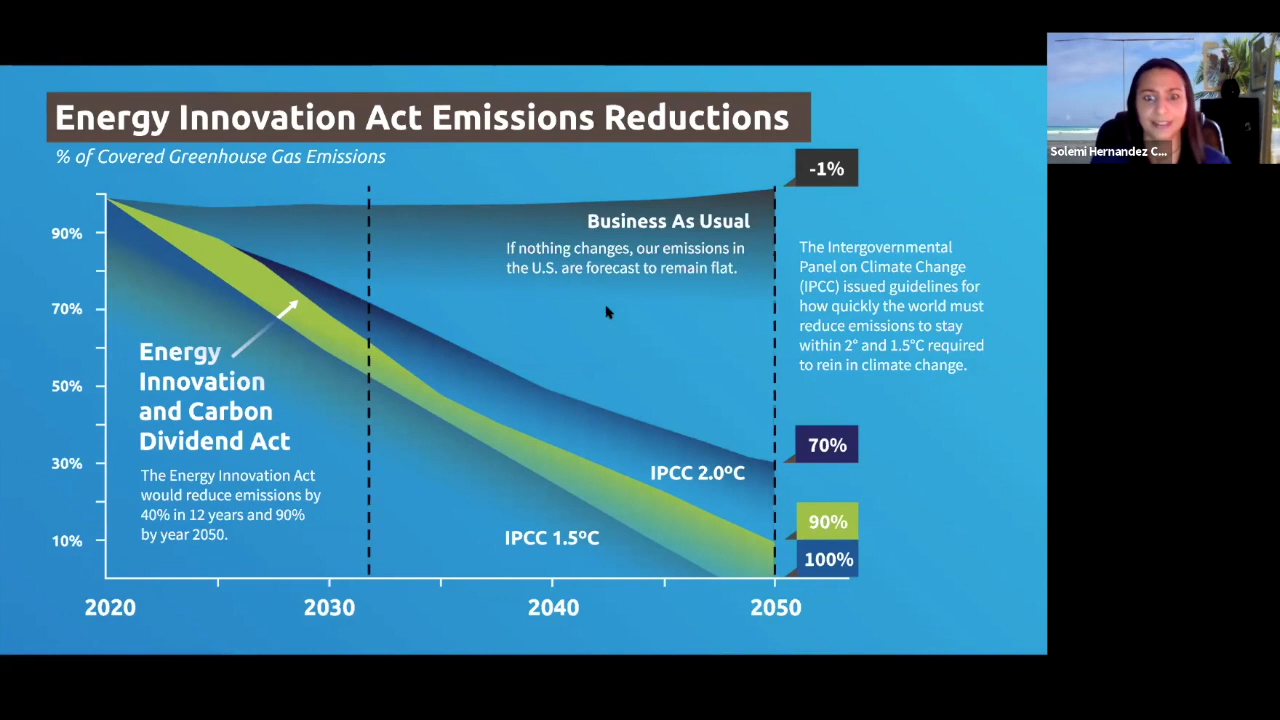 Energy Innovation Act Emissions Reductions
% of Covered Greenhouse Gas Emissions
Solemi Hernandez C...
-1%
Business As Usual
If nothing changes, our emissions in
the U.S. are forecast to remain flat.
The Intergovernmental
Panel on Climate Change
(IPCC) issued guidelines for
how quickly the world must
reduce emissions to stay
within 2° and 1.5°C required
to rein in climate change.
90%
70%
50%
30%
10%
Energy
Innovation
and Carbon
Dividend Act
The Energy Innovation Act
would reduce emissions by
40% in 12 years and 90%
by year 2050.
IPCC 2.0ºC
IPCC 1.5ºC
70%
90%
100%
2020
2030
2040
2050